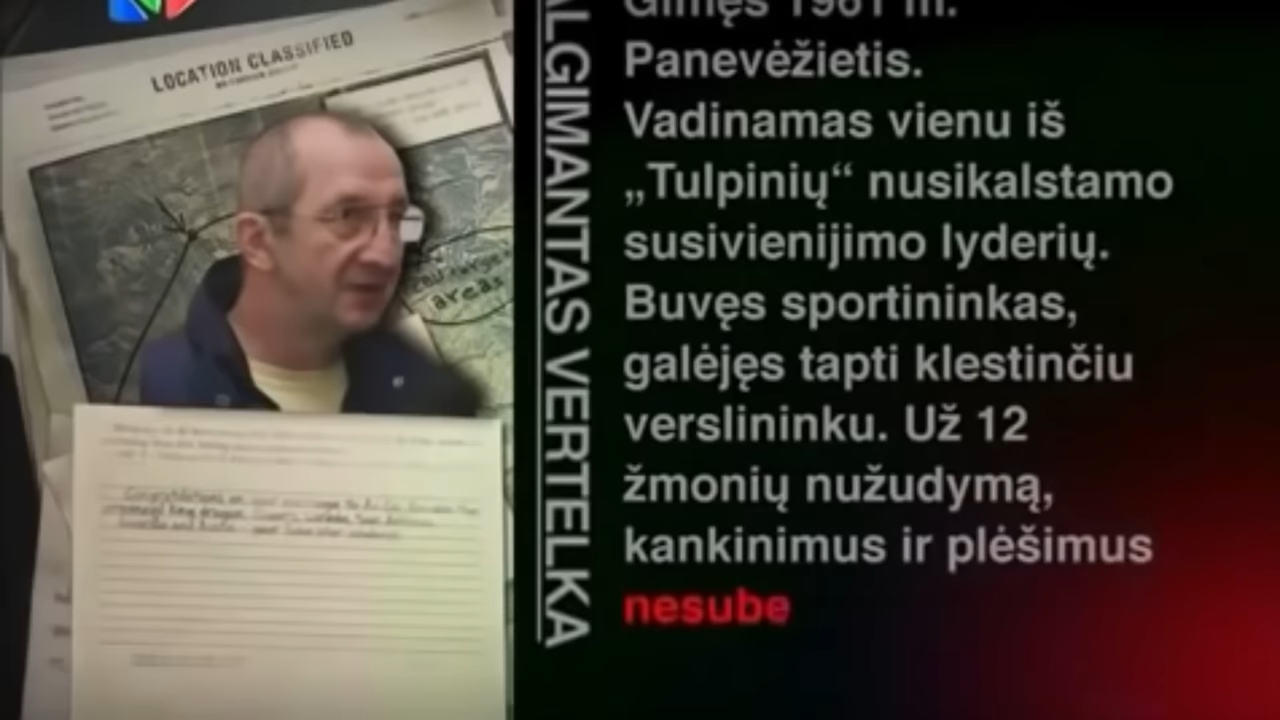 LOCATION CLASSIFIED
areas
ALGIMANTAS VERTELKA
Gimęs 1961 m.
Panevėžietis.
Vadinamas vienu iš
„Tulpinių“ nusikalstamo
susivienijimo lyderių.
Buvęs sportininkas,
galėjęs tapti klestinčiu
verslininku. Už 12
žmonių nužudymą,
kankinimus ir plėšimus
nesube